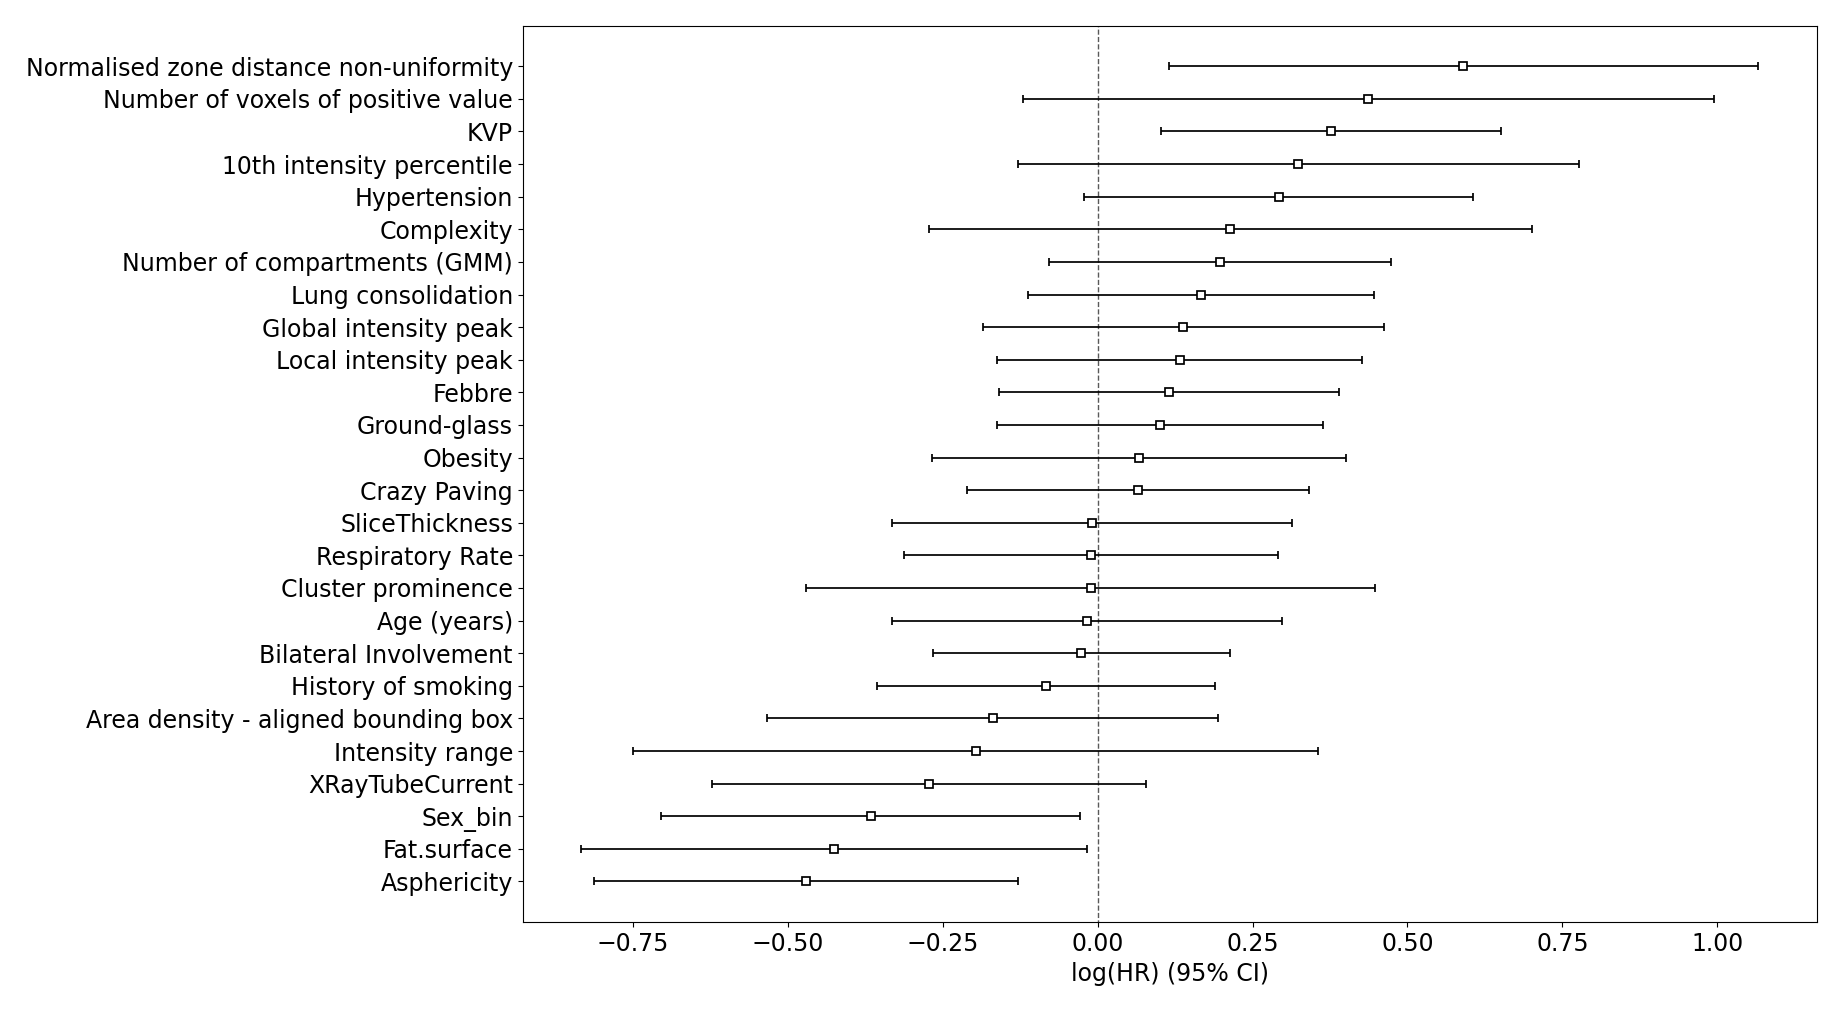 Normalised zone distance non-uniformity
Number of voxels of positive value
KVP
10th intensity percentile
Hypertension
Complexity
Number of compartments (GMM)
Lung consolidation
Global intensity peak
Local intensity peak
Febbre
Ground-glass
Obesity
Crazy Paving
SliceThickness
Respiratory Rate
Cluster prominence
Age (years)
Bilateral Involvement
History of smoking
Area density - aligned bounding box
Intensity range
XRayTubeCurrent
Sex_bin
Fat.surface
Asphericity
−0.75 −0.50 −0.25 0.00 0.25 0.50 0.75 1.00
log(HR) (95% CI)